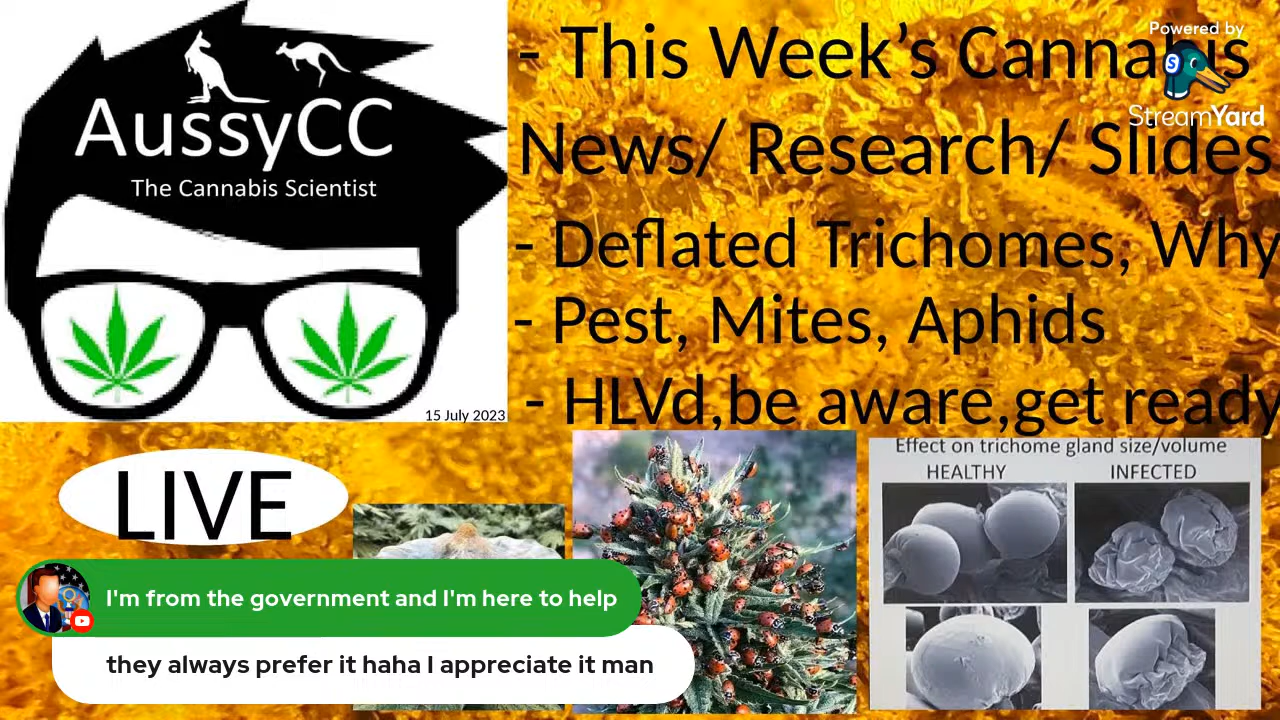 AussyCC
The Cannabis Scientist
15 July 2023
- This Week's Cannabis
News/ Research/ Slides
- Deflated Trichomes, Why
- Pest, Mites, Aphids
- HLVd,be aware,get ready
Powered by
S
StreamYard
LIVE
Effect on trichome gland size/volume
HEALTHY INFECTED
I'm from the government and I'm here to help
they always prefer it haha I appreciate it man